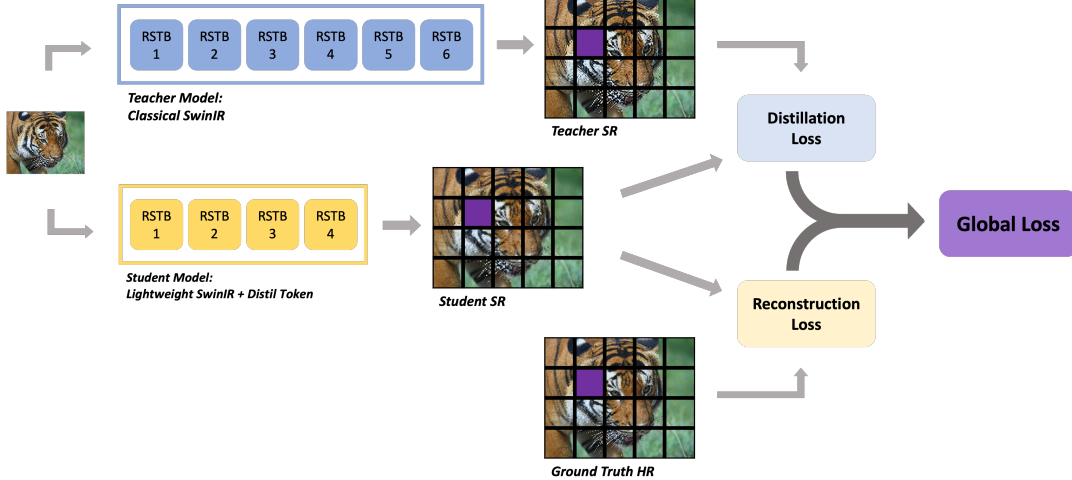 RSTB
1
RSTB
2
RSTB
3
RSTB
4
RSTB
5
RSTB
6
Teacher Model:
Classical SwinIR
Teacher SR
Distillation
Loss
RSTB
1
RSTB
2
RSTB
3
RSTB
4
Student Model:
Lightweight SwinIR + Distil Token
Student SR
Global Loss
Reconstruction
Loss
Ground Truth HR